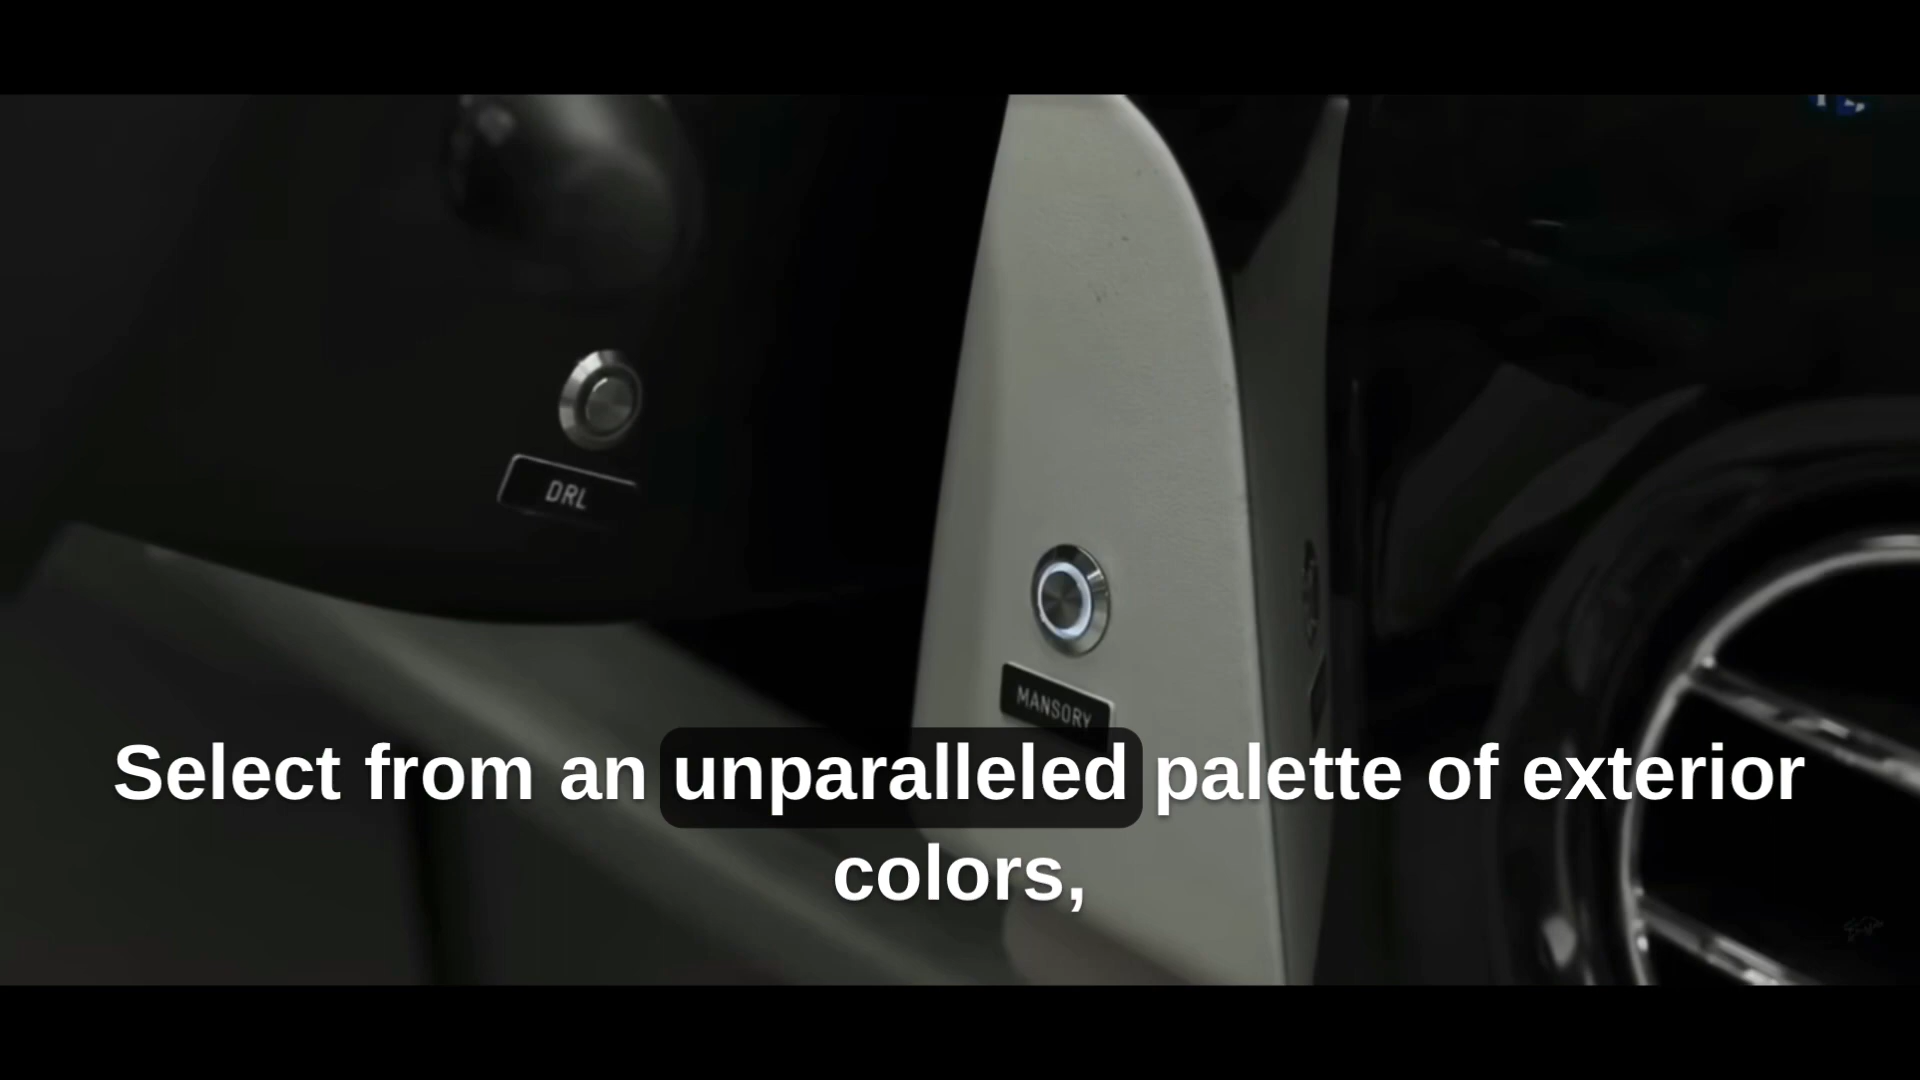 DRL
MANSORY
Select from an unparalleled palette of exterior
colors,